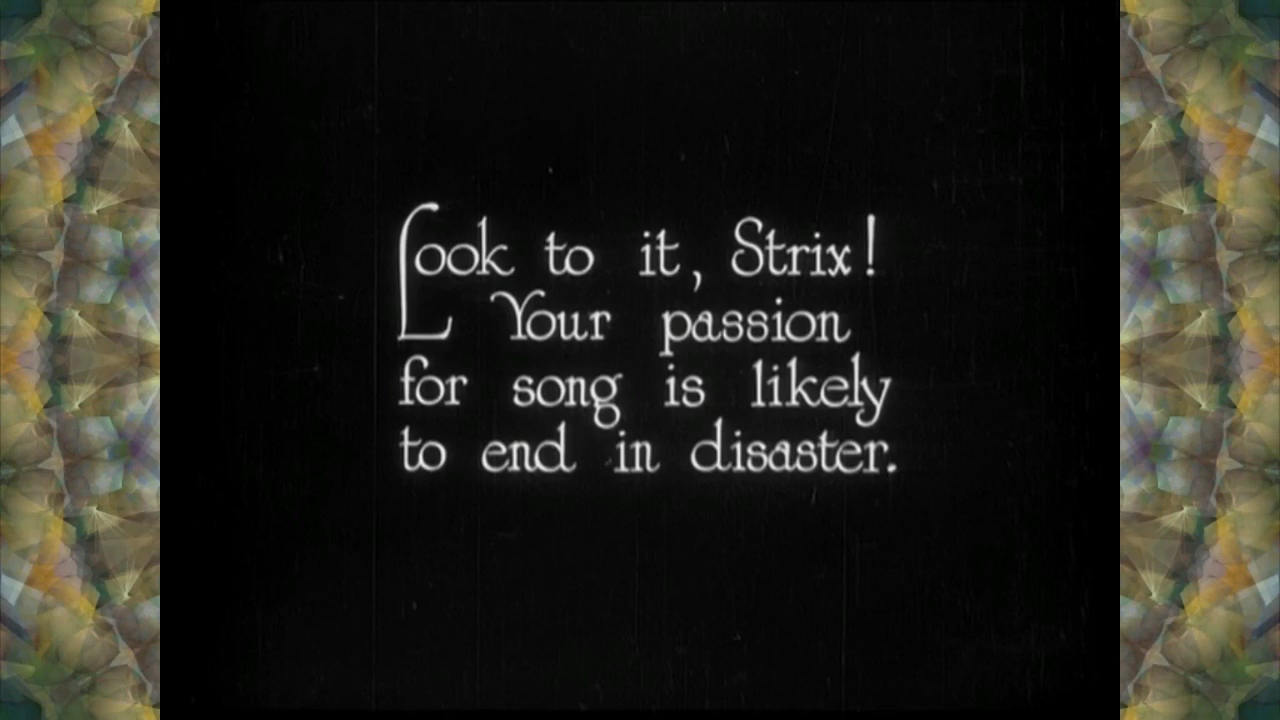 Look to it, Strix!
Your passion
for song is likely
to end in disaster.